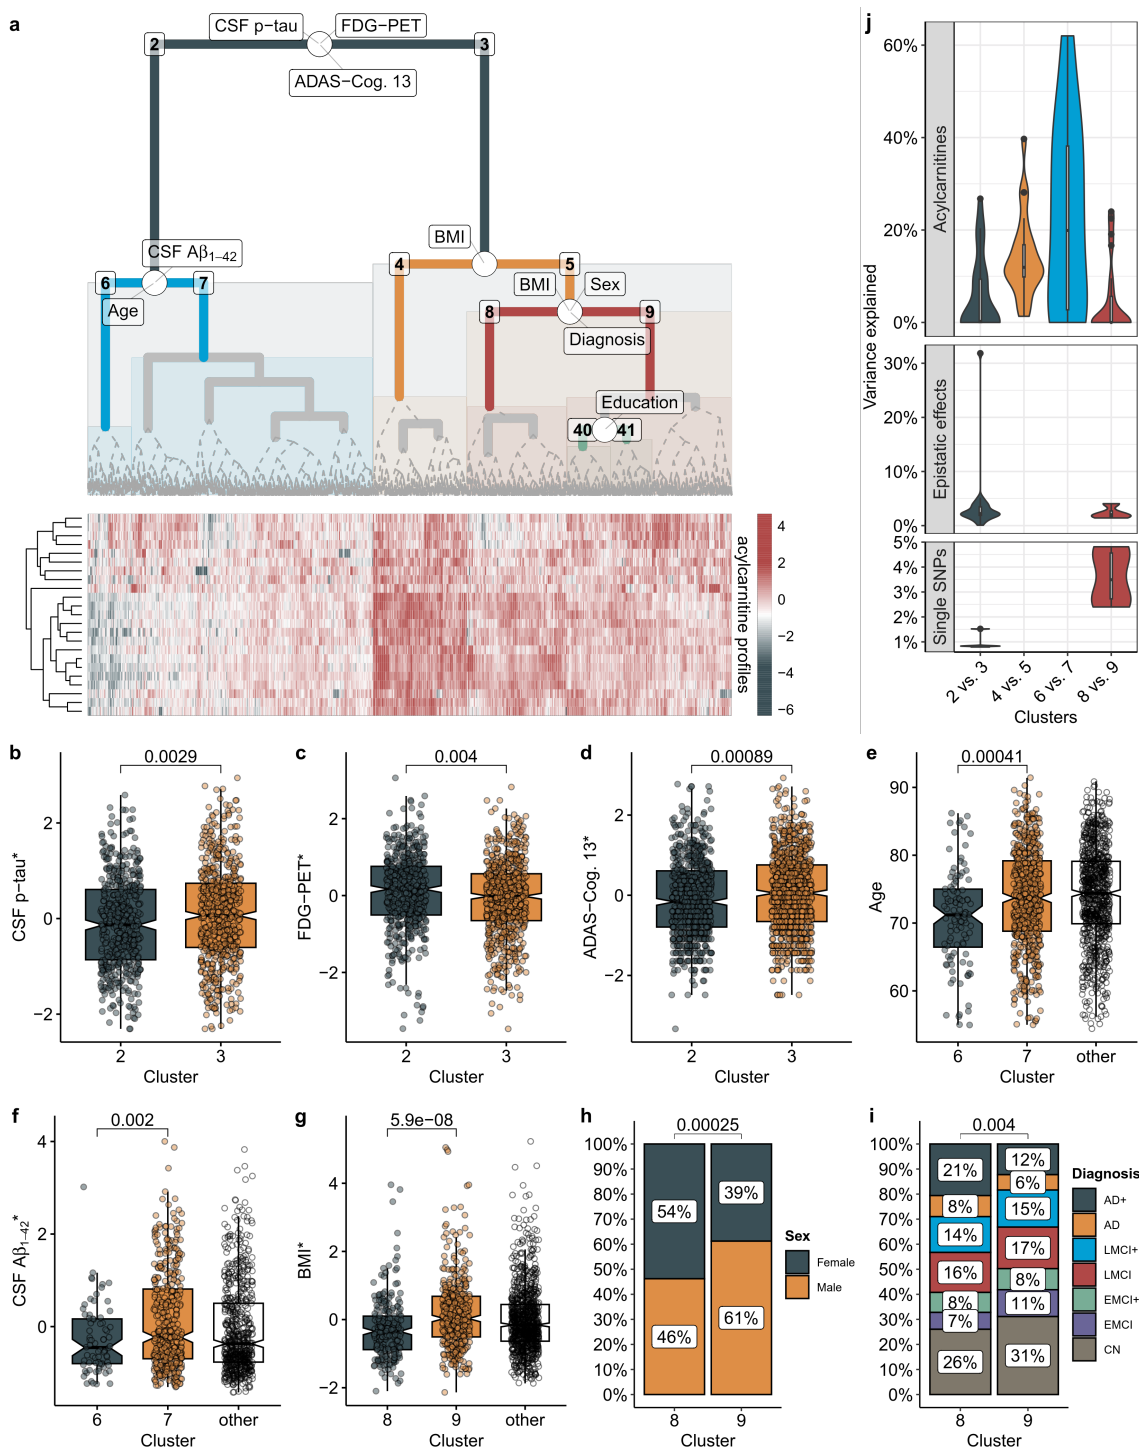 a
CSF p−tau
FDG−PET
2
3
ADAS−Cog. 13
CSF Aβ1−42
BMI
6
7
4
5
Age
BMI
Sex
8
9
Diagnosis
Education
40
41
4
2
0
−2
−4
−6
acylcarnitine profiles
j
Variance explained
Acylcarnitines
60%
40%
20%
0%
Epistatic effects
30%
20%
10%
0%
Single SNPs
5%
4%
3%
2%
1%
2 vs. 3
4 vs. 5
6 vs. 7
8 vs. 9
Clusters
b
0.0029
CSF p−tau*
2
0
−2
2
3
Cluster
c
0.004
FDG−PET*
2
0
−2
2
3
Cluster
d
0.00089
ADAS−Cog. 13*
2
0
−2
2
3
Cluster
e
0.00041
Age
90
80
70
60
6
7
other
Cluster
f
0.002
CSF Aβ1−42*
4
2
0
6
7
other
Cluster
g
5.9e−08
BMI*
4
2
0
−2
8
9
other
Cluster
h
0.00025
100%
90%
80%
70%
60%
50%
40%
30%
20%
10%
0%
54%
46%
39%
61%
8
9
Cluster
Sex
Female
Male
i
0.004
100%
90%
80%
70%
60%
50%
40%
30%
20%
10%
0%
21%
8%
14%
16%
8%
7%
26%
12%
6%
15%
17%
8%
11%
31%
8
9
Cluster
Diagnosis
AD+
AD
LMCI+
LMCI
EMCI+
EMCI
CN